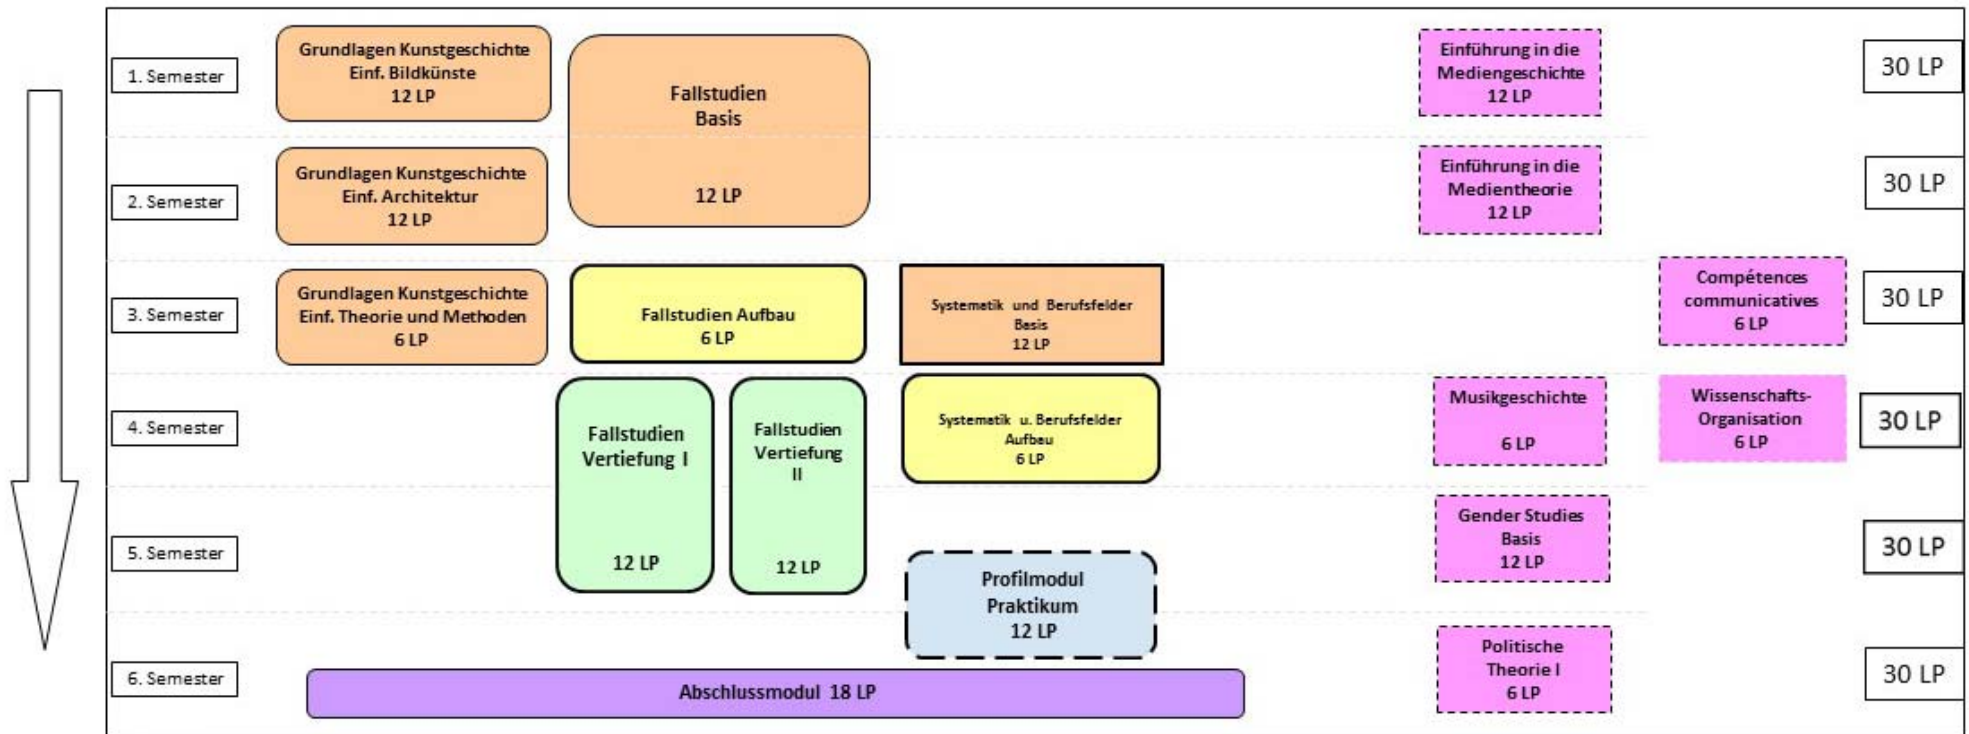 1. Semester
Grundlagen Kunstgeschichte
Einf. Bildkünste
12 LP
Fallstudien
Basis
12 LP
Einführung in die
Mediengeschichte
12 LP
30 LP
2. Semester
Grundlagen Kunstgeschichte
Einf. Architektur
12 LP
Einführung in die
Medientheorie
12 LP
30 LP
3. Semester
Grundlagen Kunstgeschichte
Einf. Theorie und Methoden
6 LP
Fallstudien Aufbau
6 LP
Systematik und Berufsfelder
Basis
12 LP
Compétences
communicatives
6 LP
30 LP
4. Semester
Fallstudien
Vertiefung I
12 LP
Fallstudien
Vertiefung
II
12 LP
Systematik u. Berufsfelder
Aufbau
6 LP
Musikgeschichte
6 LP
Wissenschafts-
Organisation
6 LP
30 LP
5. Semester
Profilmodul
Praktikum
12 LP
Gender Studies
Basis
12 LP
30 LP
6. Semester
Abschlussmodul 18 LP
Politische
Theorie I
6 LP
30 LP